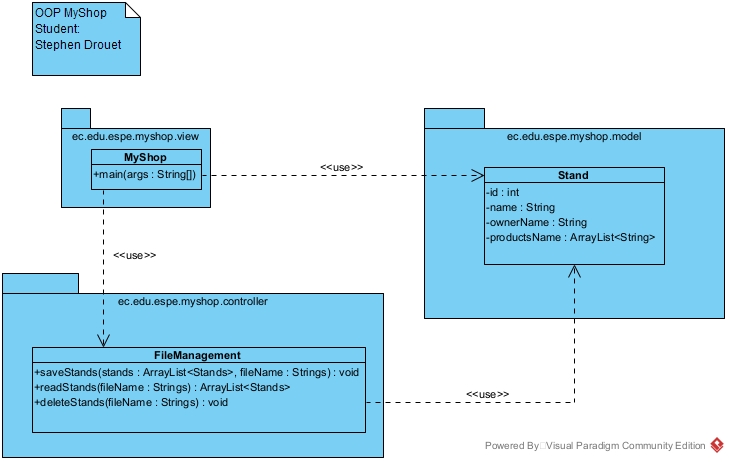 OOP MyShop
Student:
Stephen Drouet
ec.edu.espe.myshop.view
MyShop
+main(args : String[])
<<use>>
ec.edu.espe.myshop.model
Stand
-id : int
-name : String
-ownerName : String
-productsName : ArrayList<String>
<<use>>
ec.edu.espe.myshop.controller
FileManagement
+saveStands(stands : ArrayList<Stands>, fileName : Strings) : void
+readStands(fileName : Strings) : ArrayList<Stands>
+deleteStands(fileName : Strings) : void
<<use>>
Powered By Visual Paradigm Community Edition